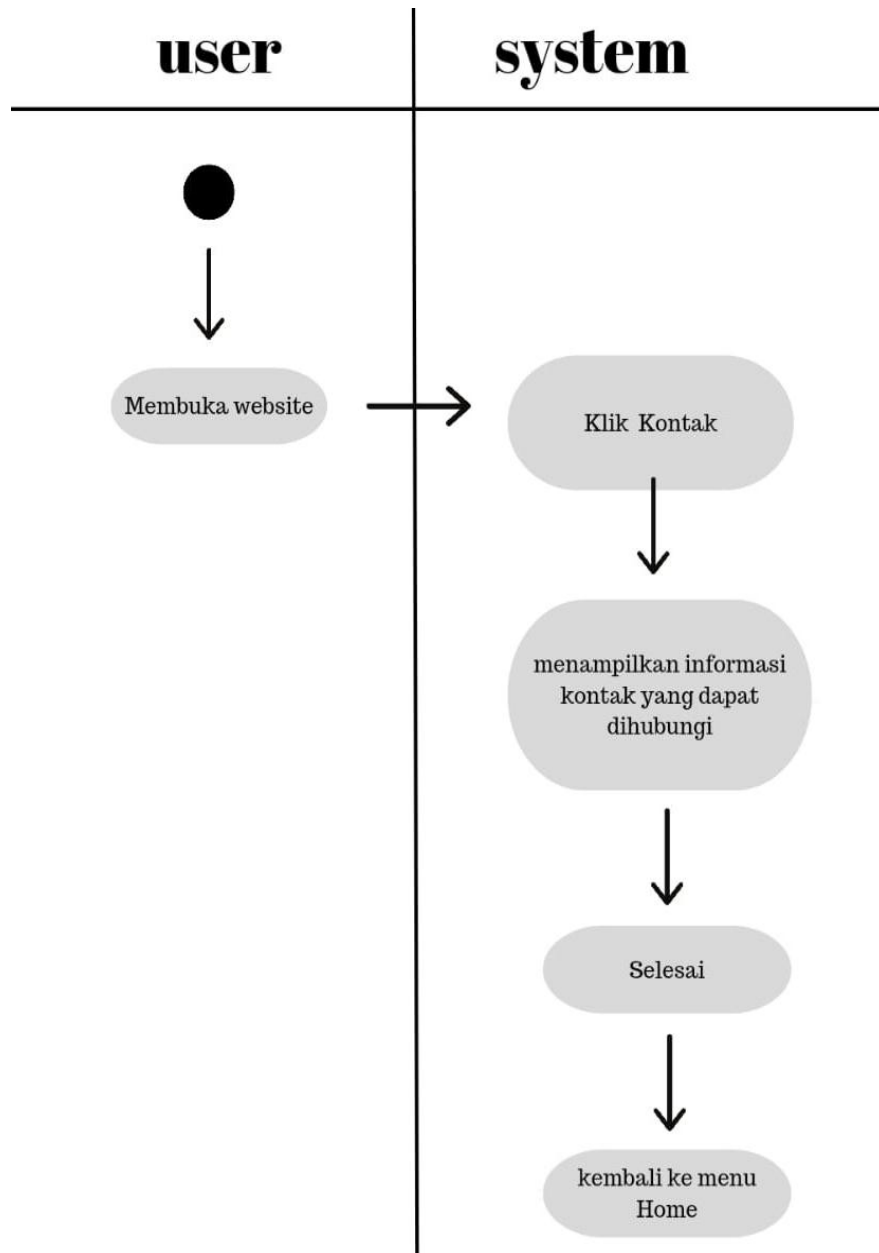 user
system
Membuka website
Klik Kontak
menampilkan informasi
kontak yang dapat
dihubungi
Selesai
kembali ke menu
Home